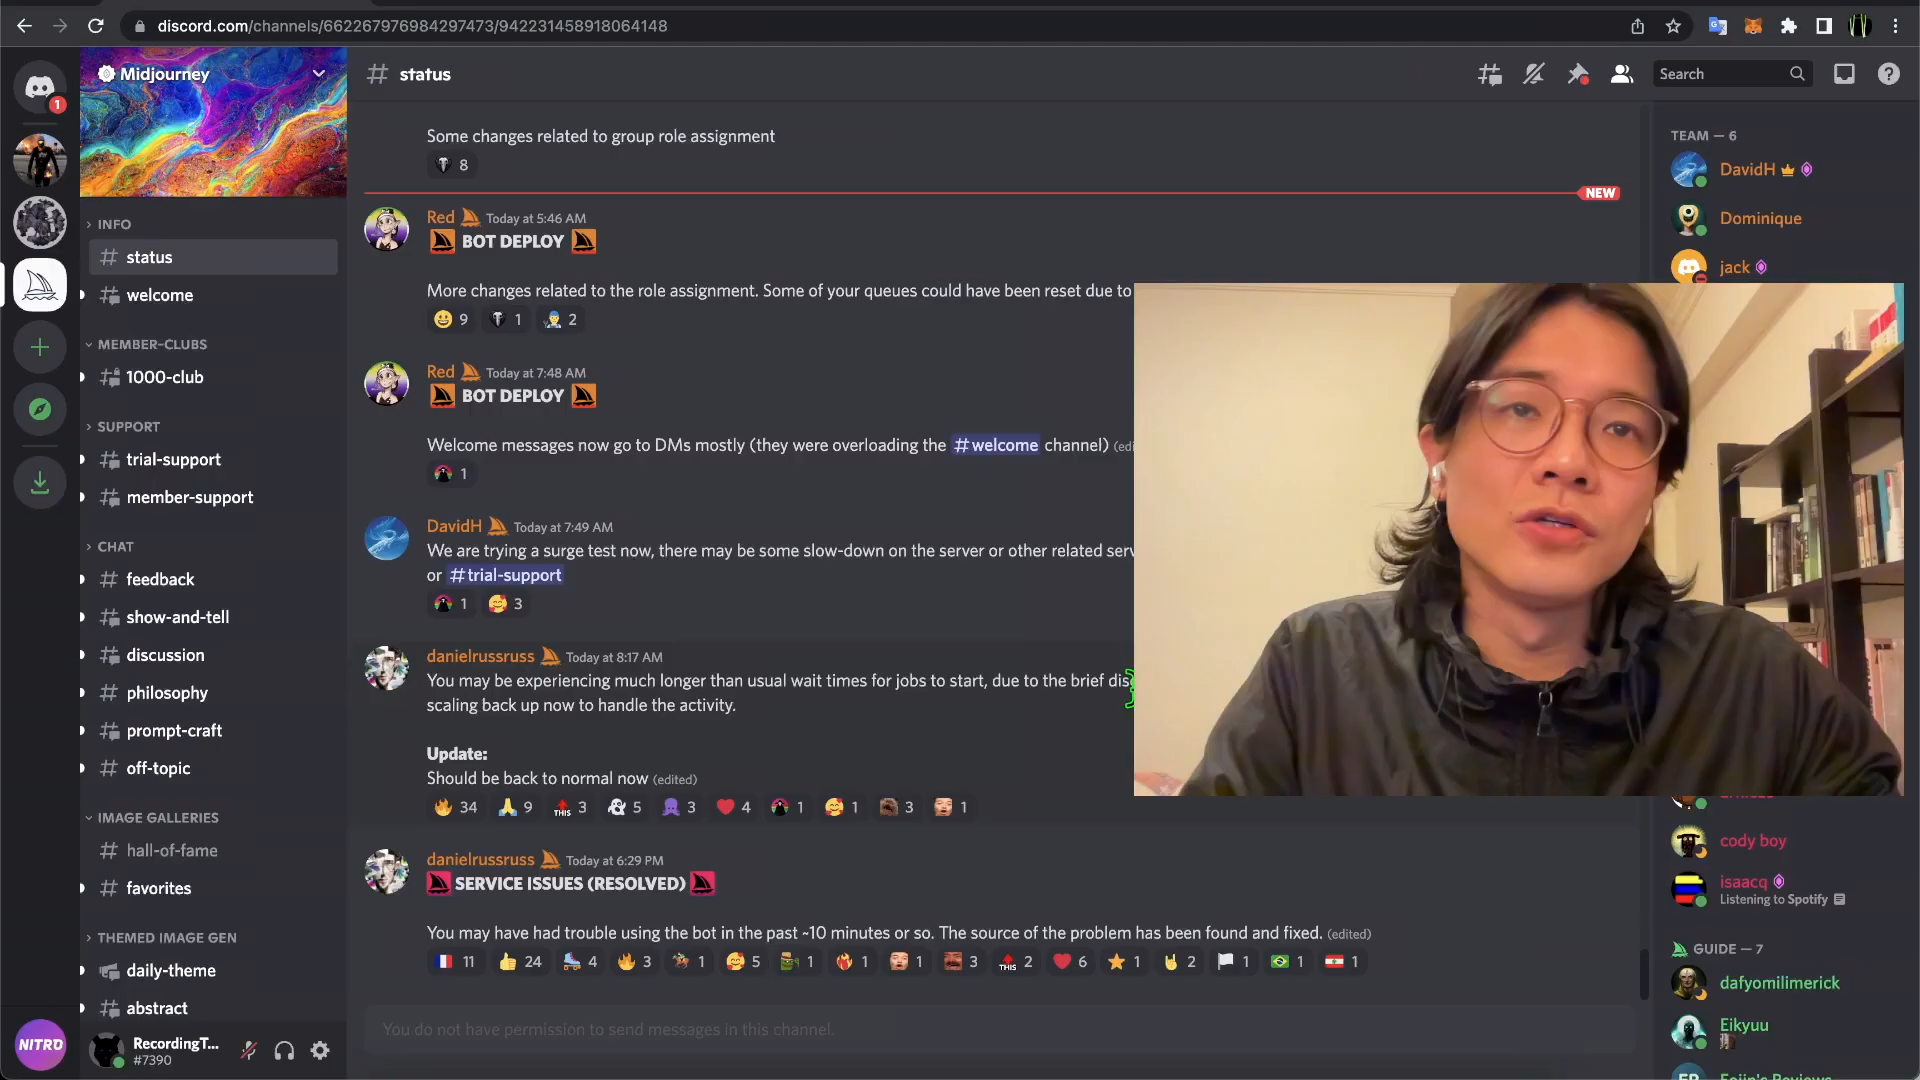 discord.com/channels/662267976984297473/942231458918064148
Midjourney
# status
Search
1
INFO
status
welcome
MEMBER-CLUBS
1000-club
SUPPORT
trial-support
member-support
CHAT
feedback
show-and-tell
discussion
philosophy
prompt-craft
off-topic
IMAGE GALLERIES
hall-of-fame
favorites
THEMED IMAGE GEN
daily-theme
abstract
NITRO
RecordingT...
#7390
Some changes related to group role assignment
8
NEW
Red Today at 5:46 AM
BOT DEPLOY
More changes related to the role assignment. Some of your queues could have been reset due to
9 1 2
Red Today at 7:48 AM
BOT DEPLOY
Welcome messages now go to DMs mostly (they were overloading the #welcome channel)
1
DavidH Today at 7:49 AM
We are trying a surge test now, there may be some slow-down on the server or other related
or #trial-support
1 3
danielrussruss Today at 8:17 AM
You may be experiencing much longer than usual wait times for jobs to start, due to the brief
scaling back up now to handle the activity.
Update:
Should be back to normal now (edited)
34 9 THIS 3 5 3 4 1 1 3 1
danielrussruss Today at 6:29 PM
SERVICE ISSUES (RESOLVED)
You may have had trouble using the bot in the past ~10 minutes or so. The source of the problem has been found and fixed. (edited)
11 24 4 3 1 5 1 1 1 3 THIS 2 6 1 2 1 1 1
You do not have permission to send messages in this channel.
TEAM — 6
DavidH
Dominique
jack
cody boy
isaacq
Listening to Spotify
GUIDE — 7
dafyomilimerick
Eikyuu